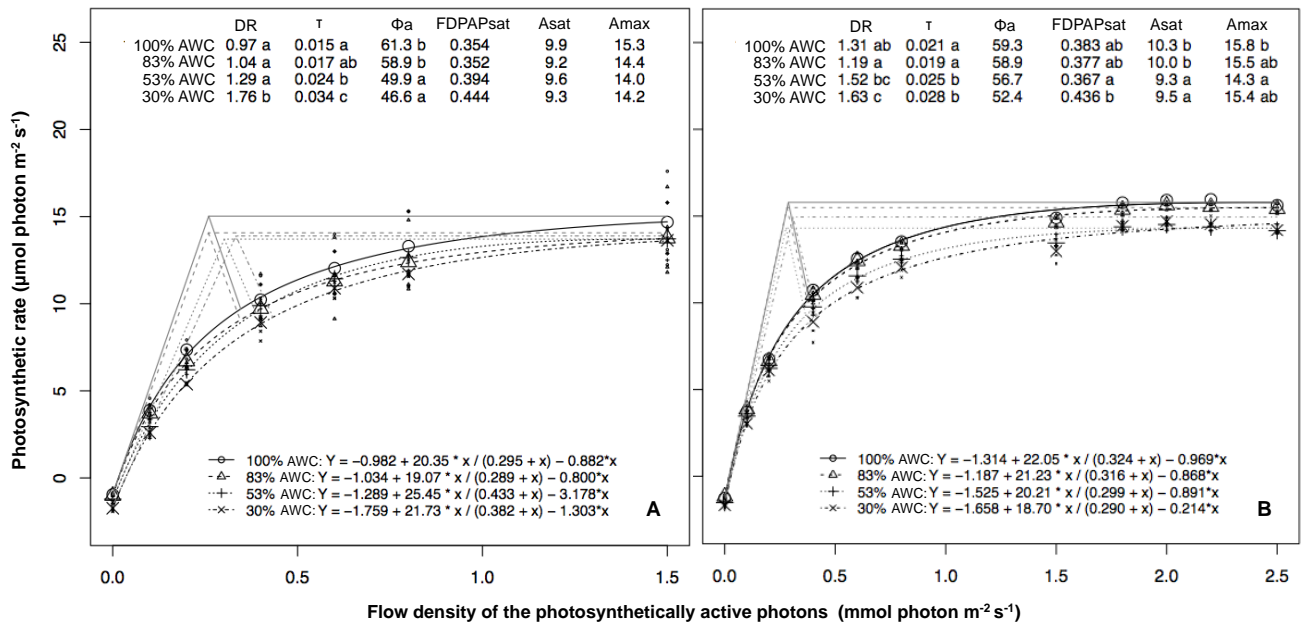 DR τ Φa FDPAPsat Asat Amax
100% AWC 0.97 a 0.015 a 61.3 b 0.354 9.9 15.3
83% AWC 1.04 a 0.017 ab 58.9 b 0.352 9.2 14.4
53% AWC 1.29 a 0.024 b 49.9 a 0.394 9.6 14.0
30% AWC 1.76 b 0.034 c 46.6 a 0.444 9.3 14.2
DR τ Φa FDPAPsat Asat Amax
100% AWC 1.31 ab 0.021 a 59.3 0.383 ab 10.3 b 15.8 b
83% AWC 1.19 a 0.019 a 58.9 0.377 ab 10.0 b 15.5 ab
53% AWC 1.52 bc 0.025 b 56.7 0.367 a 9.3 a 14.3 a
30% AWC 1.63 c 0.028 b 52.4 0.436 b 9.5 a 15.4 ab
25
20
15
10
5
0
Photosynthetic rate (μmol photon m-2 s-1)
100% AWC: Y = −0.982 + 20.35 * x / (0.295 + x) − 0.882*x
83% AWC: Y = −1.034 + 19.07 * x / (0.289 + x) − 0.800*x
53% AWC: Y = −1.289 + 25.45 * x / (0.433 + x) − 3.178*x
30% AWC: Y = −1.759 + 21.73 * x / (0.382 + x) − 1.303*x
A
100% AWC: Y = −1.314 + 22.05 * x / (0.324 + x) − 0.969*x
83% AWC: Y = −1.187 + 21.23 * x / (0.316 + x) − 0.868*x
53% AWC: Y = −1.525 + 20.21 * x / (0.299 + x) − 0.891*x
30% AWC: Y = −1.658 + 18.70 * x / (0.290 + x) − 0.214*x
B
0.0 0.5 1.0 1.5
0.0 0.5 1.0 1.5 2.0 2.5
Flow density of the photosynthetically active photons (mmol photon m-2 s-1)